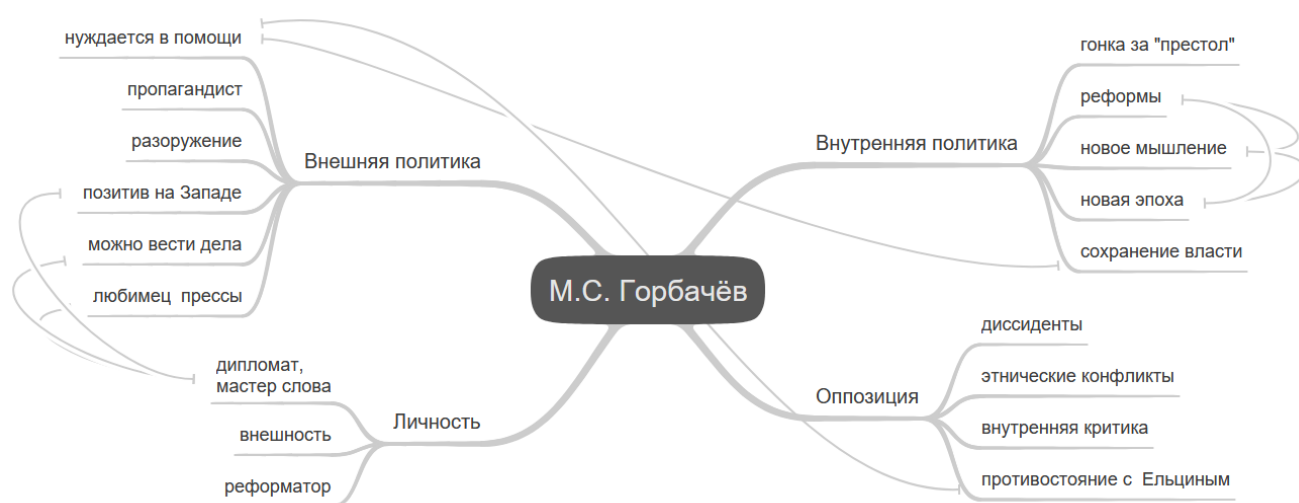 М.С. Горбачёв
Внешняя политика
нуждается в помощи
пропагандист
разоружение
позитив на Западе
можно вести дела
любимец прессы
Личность
дипломат,
мастер слова
внешность
реформатор
Внутренняя политика
гонка за "престол"
реформы
новое мышление
новая эпоха
сохранение власти
Оппозиция
диссиденты
этнические конфликты
внутренняя критика
противостояние с Ельциным